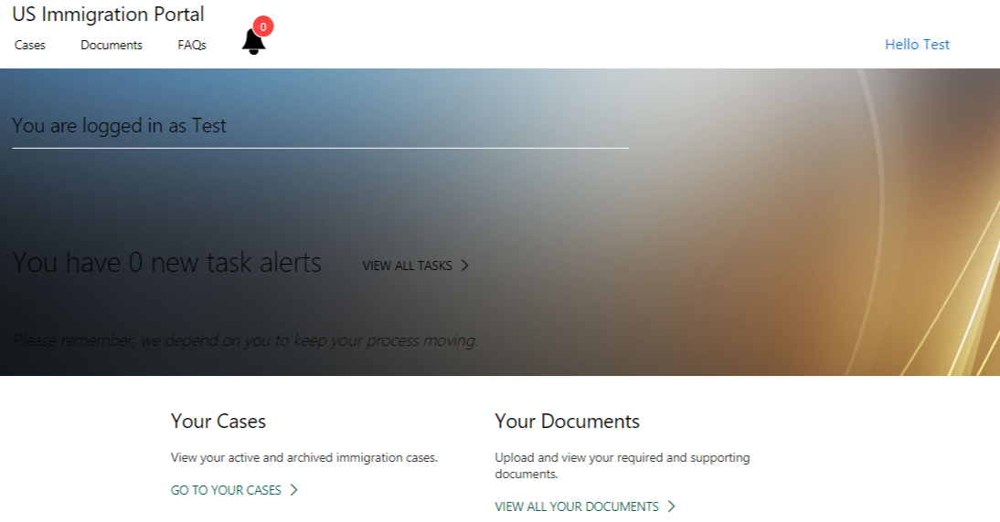 US Immigration Portal
0
Cases Documents FAQs
Hello Test
You are logged in as Test
You have 0 new task alerts VIEW ALL TASKS
Please remember, we depend on you to keep your process moving.
Your Cases
View your active and archived immigration cases.
GO TO YOUR CASES
Your Documents
Upload and view your required and supporting
documents.
VIEW ALL YOUR DOCUMENTS